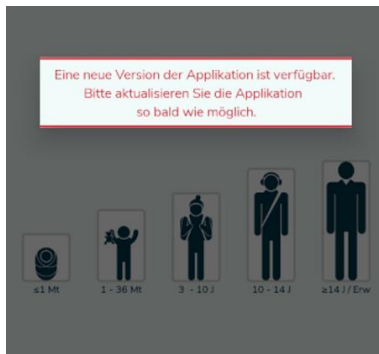 Eine neue Version der Applikation ist verfügbar.
Bitte aktualisieren Sie die Applikation
so bald wie möglich.
≤1 Mt
1 - 36 Mt
3 - 10 J
10 - 14 J
≥14 J / Erw